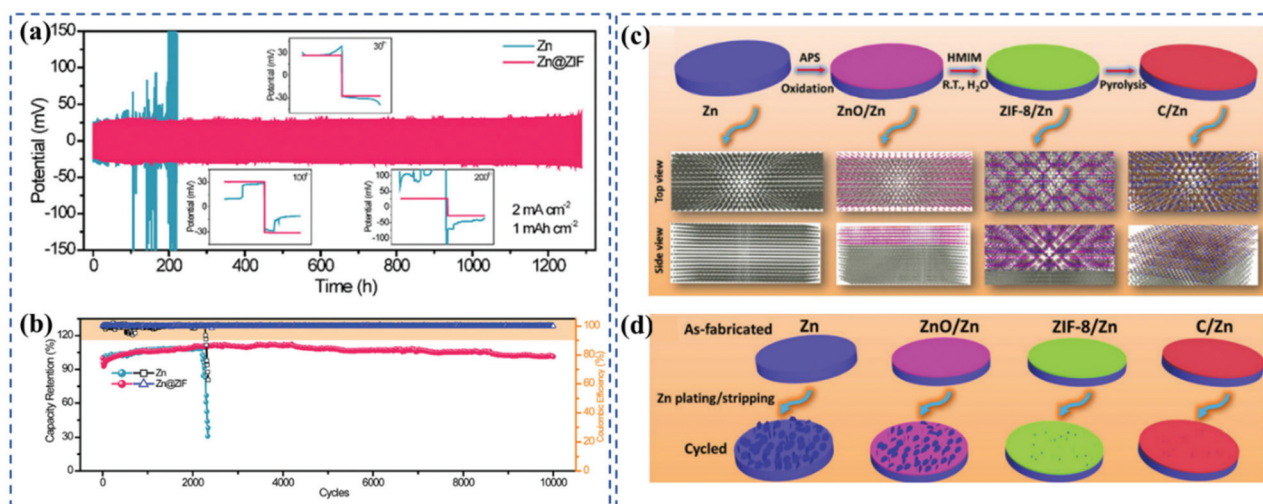 (a)
Potential (mV)
150
100
50
0
-50
-100
-150
0
200
400
600
800
1000
1200
Time (h)
Zn
Zn@ZIF
2 mA cm-2
1 mAh cm-2
Potential (mV)
30
0
-30
30th
Potential (mV)
30
0
-30
100th
Potential (mV)
100
50
0
-50
-100
200th
(b)
Capacity Retention (%)
120
90
60
30
0
105
75
45
15
Zn
Zn@ZIF
0
2000
4000
6000
8000
10000
Cycles
100
80
60
40
20
0
Coulombic Efficiency (%)
(c)
APS
Oxidation
HMIM
R.T., H2O
Pyrolysis
Zn
ZnO/Zn
ZIF-8/Zn
C/Zn
Top view
Side view
(d)
As-fabricated
Zn
ZnO/Zn
ZIF-8/Zn
C/Zn
Zn plating/stripping
Cycled